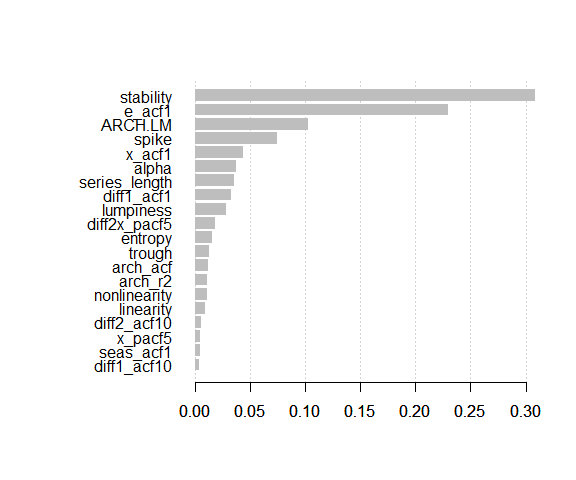 stability
e_acf1
ARCH.LM
spike
x_acf1
alpha
series_length
diff1_acf1
lumpiness
diff2x_pacf5
entropy
trough
arch_acf
arch_r2
nonlinearity
linearity
diff2_acf10
x_pacf5
seas_acf1
diff1_acf10
0.00 0.05 0.10 0.15 0.20 0.25 0.30